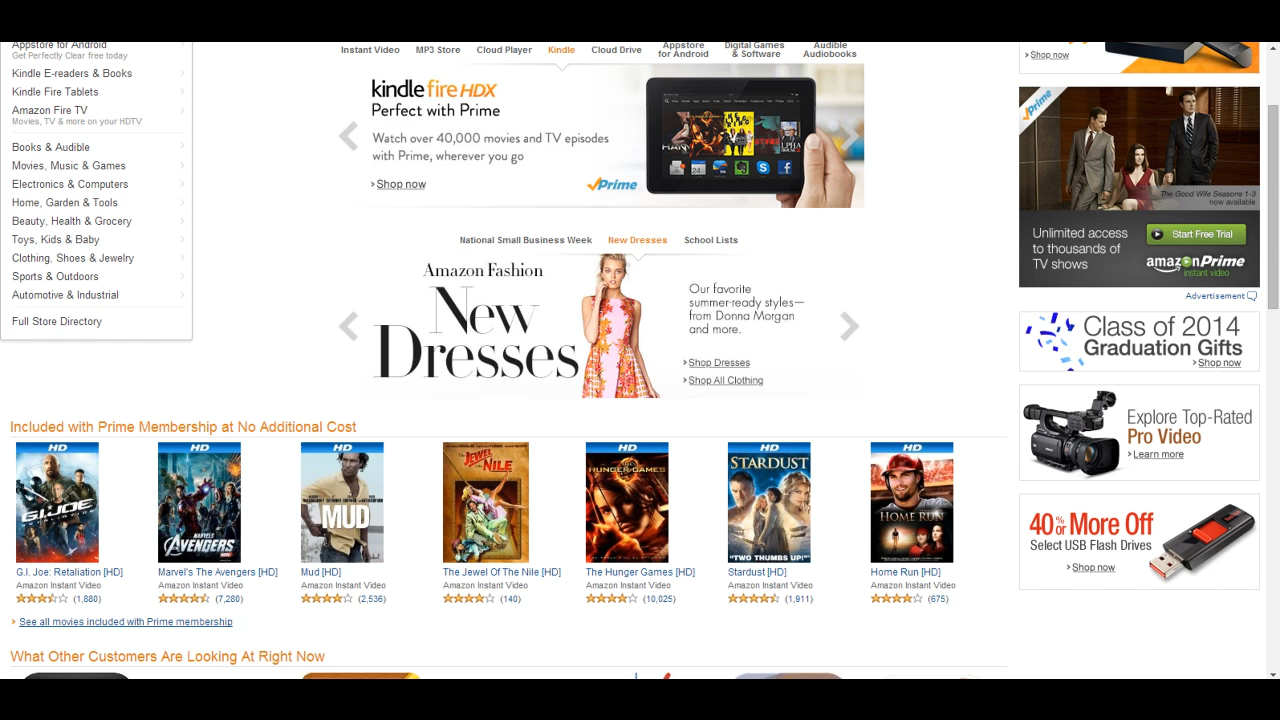 Appstore for Android
Get Perfectly Clear free today
Kindle E-readers & Books
Kindle Fire Tablets
Amazon Fire TV
Movies, TV & more on your HDTV
Books & Audible
Movies, Music & Games
Electronics & Computers
Home, Garden & Tools
Beauty, Health & Grocery
Toys, Kids & Baby
Clothing, Shoes & Jewelry
Sports & Outdoors
Automotive & Industrial
Full Store Directory
Instant Video
MP3 Store
Cloud Player
Kindle
Cloud Drive
Appstore
for Android
Digital Games
& Software
Audible
Audiobooks
kindle fire HDX
Perfect with Prime
Watch over 40,000 movies and TV episodes
with Prime, wherever you go
Shop now
Prime
National Small Business Week
New Dresses
School Lists
Amazon Fashion
New
Dresses
Our favorite
summer-ready styles—
from Donna Morgan
and more.
Shop Dresses
Shop All Clothing
Shop now
Prime
The Good Wife Seasons 1-3
now available
Unlimited access
to thousands of
TV shows
Start Free Trial
amazonPrime
instant video
Advertisement
Class of 2014
Graduation Gifts
Shop now
Explore Top-Rated
Pro Video
Learn more
40% or More Off
Select USB Flash Drives
Shop now
Included with Prime Membership at No Additional Cost
HD HD HD HD HD HD HD
G.I. JOE
RETALIATION
MARVEL'S
AVENGERS
MUD
The JEWEL
OF THE NILE
THE
HUNGER GAMES
STARDUST
"TWO THUMBS UP!"
HOME RUN
G.I. Joe: Retaliation [HD]
Amazon Instant Video
(1,880)
Marvel's The Avengers [HD]
Amazon Instant Video
(7,280)
Mud [HD]
Amazon Instant Video
(2,536)
The Jewel Of The Nile [HD]
Amazon Instant Video
(140)
The Hunger Games [HD]
Amazon Instant Video
(10,025)
Stardust [HD]
Amazon Instant Video
(1,911)
Home Run [HD]
Amazon Instant Video
(675)
See all movies included with Prime membership
What Other Customers Are Looking At Right Now